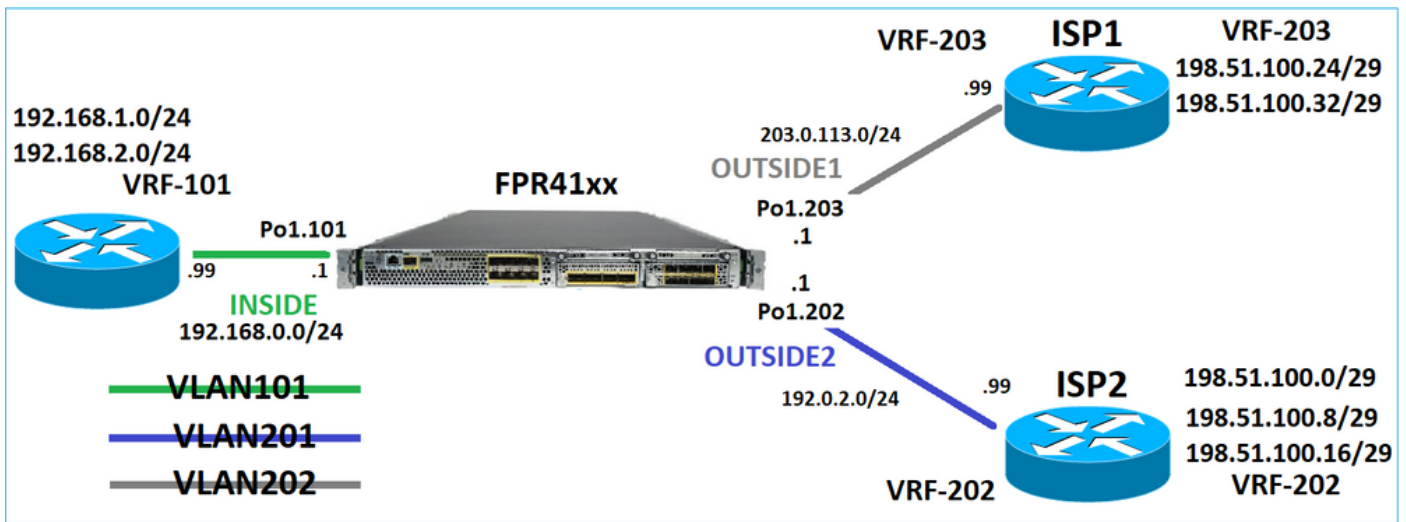 192.168.1.0/24
192.168.2.0/24
VRF-101
Po1.101
.99
.1
INSIDE
192.168.0.0/24
VLAN101
VLAN201
VLAN202
FPR41xx
VRF-203
ISP1
VRF-203
198.51.100.24/29
198.51.100.32/29
.99
203.0.113.0/24
OUTSIDE1
Po1.203
.1
.1
Po1.202
OUTSIDE2
192.0.2.0/24
.99
ISP2
198.51.100.0/29
198.51.100.8/29
198.51.100.16/29
VRF-202
VRF-202